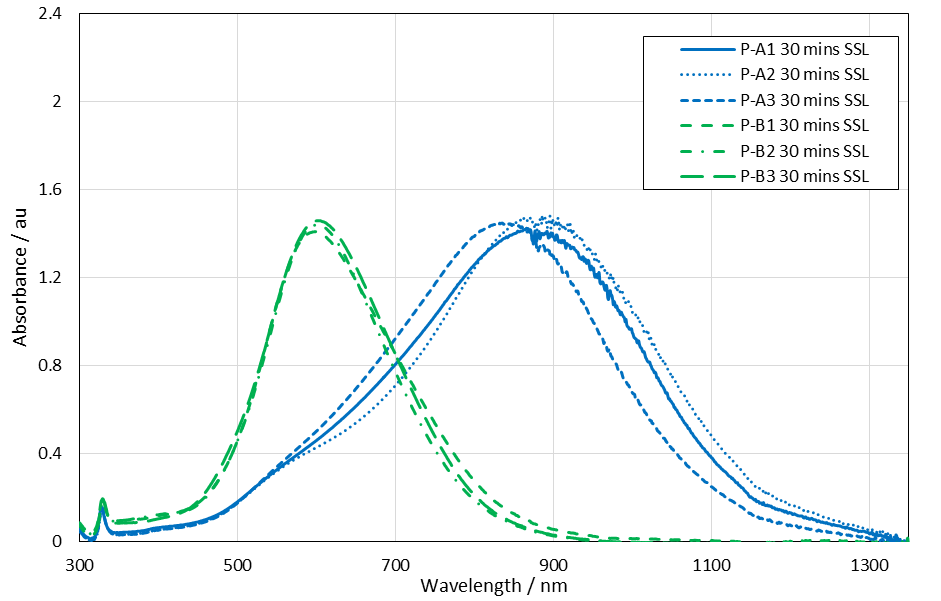 2.4
2
1.6
1.2
0.8
0.4
0
Absorbance / au
P-A1 30 mins SSL
P-A2 30 mins SSL
P-A3 30 mins SSL
P-B1 30 mins SSL
P-B2 30 mins SSL
P-B3 30 mins SSL
300 500 700 900 1100 1300
Wavelength / nm